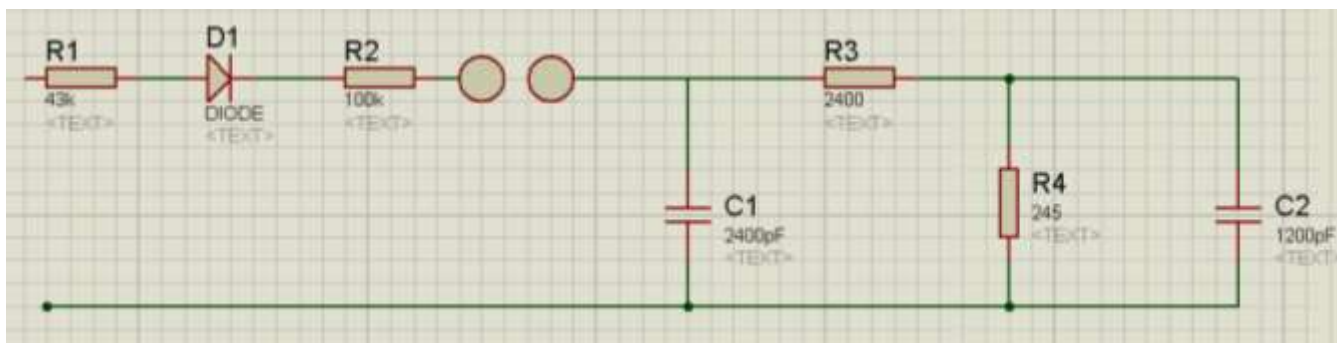 R1
43k
<TEXT>
D1
DIODE
<TEXT>
R2
100k
<TEXT>
R3
2400
<TEXT>
C1
2400pF
<TEXT>
R4
245
<TEXT>
C2
1200pF
<TEXT>